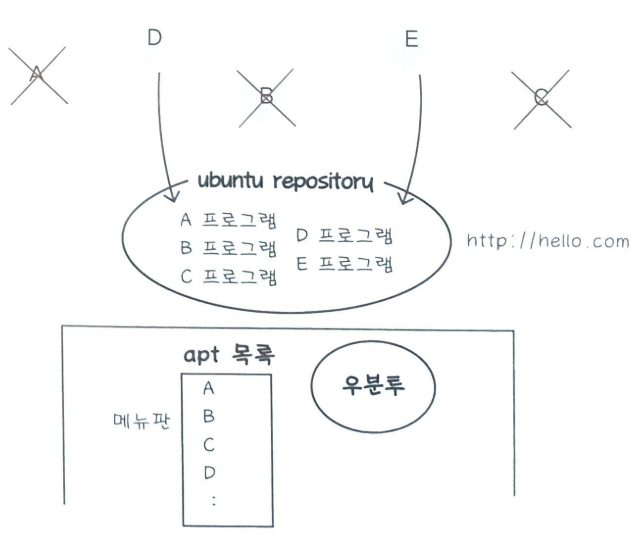 D
E
A
B
C
ubuntu repository
A 프로그램
B 프로그램
C 프로그램
D 프로그램
E 프로그램
http://hello.com
apt 목록
메뉴판
A
B
C
D
:
우분투